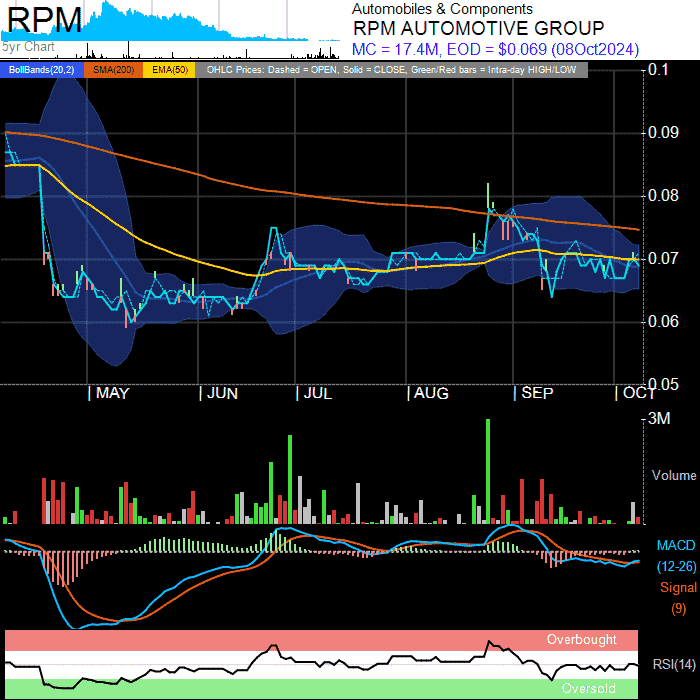 RPM
5yr Chart
Automobiles & Components
RPM AUTOMOTIVE GROUP
MC = 17.4M, EOD = $0.069 (08Oct2024)
BollBands(20,2) SMA(200) EMA(50) OHLC Prices: Dashed = OPEN, Solid = CLOSE, Green/Red bars = Intra-day HIGH/LOW
0.1
0.09
0.08
0.07
0.06
0.05
| MAY | JUN | JUL | AUG | SEP | OCT
3M
Volume
MACD
(12-26)
Signal
(9)
Overbought
RSI(14)
Oversold